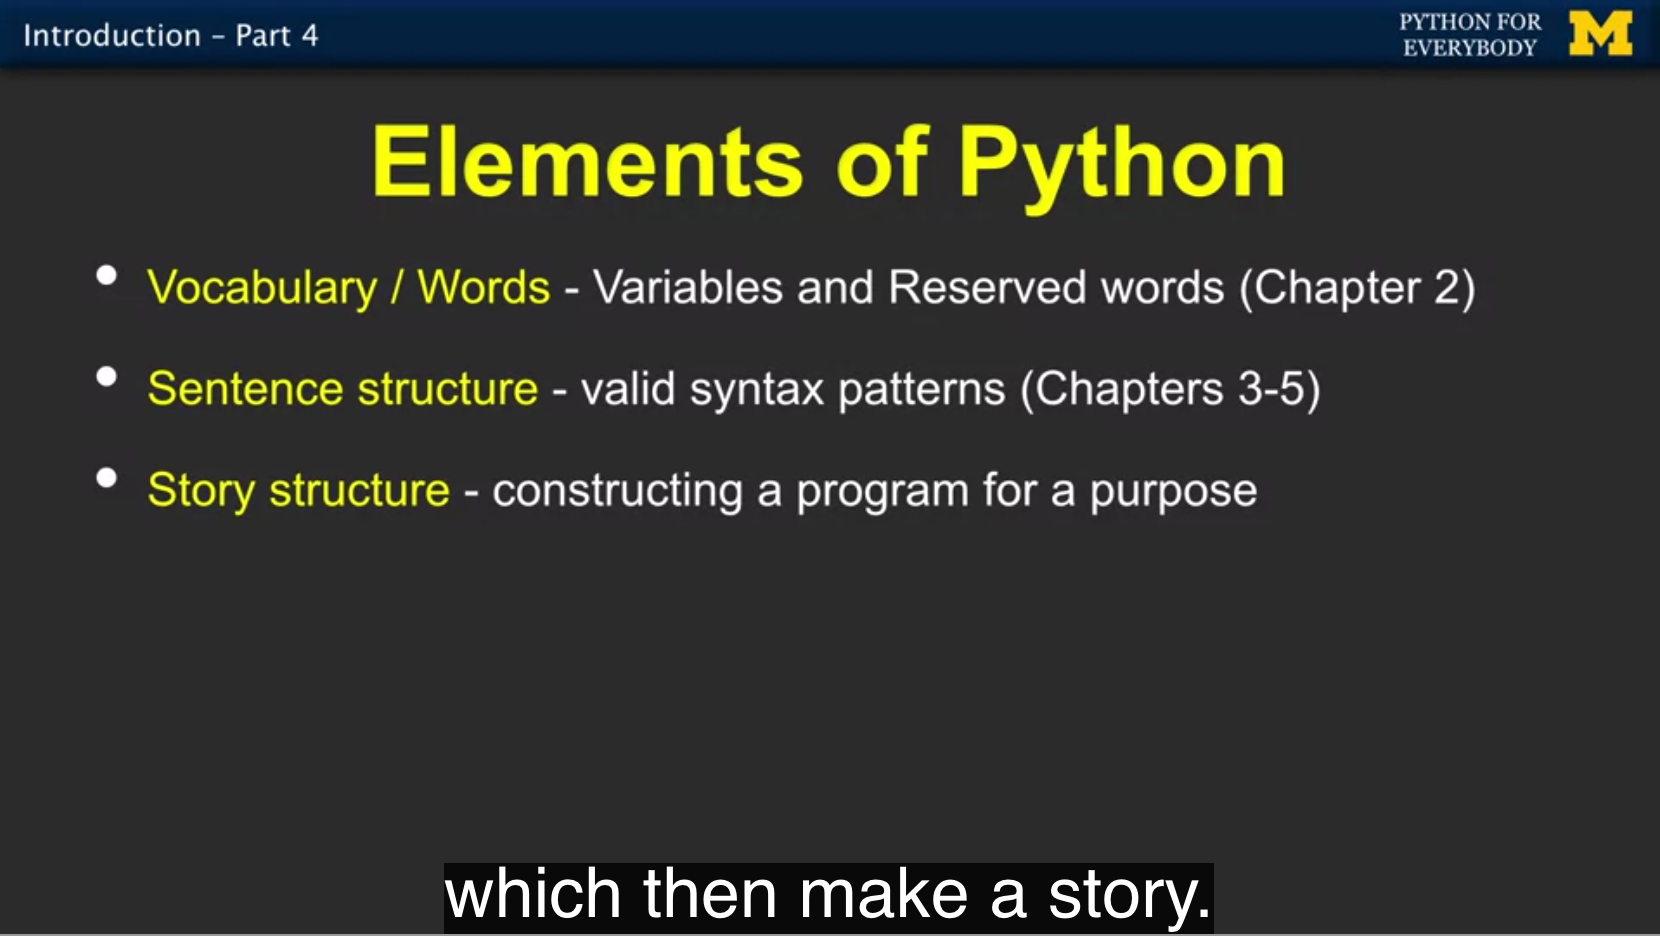 Introduction – Part 4
PYTHON FOR
EVERYBODY
M
Elements of Python
• Vocabulary / Words - Variables and Reserved words (Chapter 2)
• Sentence structure - valid syntax patterns (Chapters 3-5)
• Story structure - constructing a program for a purpose
which then make a story.